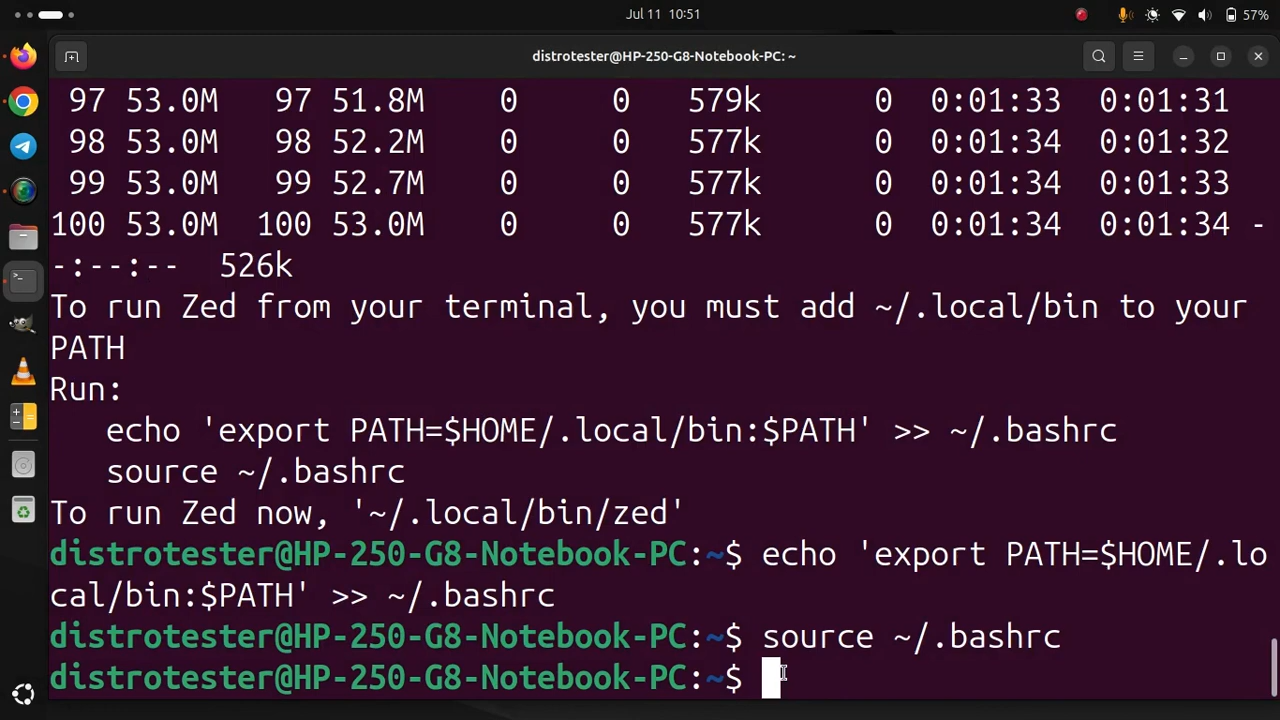 Jul 11 10:51
57%
distrotester@HP-250-G8-Notebook-PC: ~
97 53.0M 97 51.8M 0 0 579k 0 0:01:33 0:01:31
98 53.0M 98 52.2M 0 0 577k 0 0:01:34 0:01:32
99 53.0M 99 52.7M 0 0 577k 0 0:01:34 0:01:33
100 53.0M 100 53.0M 0 0 577k 0 0:01:34 0:01:34 -
-:--:-- 526k
To run Zed from your terminal, you must add ~/.local/bin to your
PATH
Run:
echo 'export PATH=$HOME/.local/bin:$PATH' >> ~/.bashrc
source ~/.bashrc
To run Zed now, '~/.local/bin/zed'
distrotester@HP-250-G8-Notebook-PC:~$ echo 'export PATH=$HOME/.lo
cal/bin:$PATH' >> ~/.bashrc
distrotester@HP-250-G8-Notebook-PC:~$ source ~/.bashrc
distrotester@HP-250-G8-Notebook-PC:~$